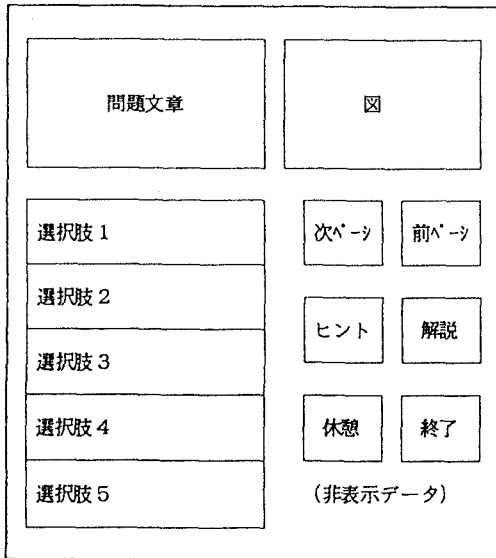 問題文章
図
選択肢1
選択肢2
選択肢3
選択肢4
選択肢5
次ページ
前ページ
ヒント
解説
休憩
終了
(非表示データ)